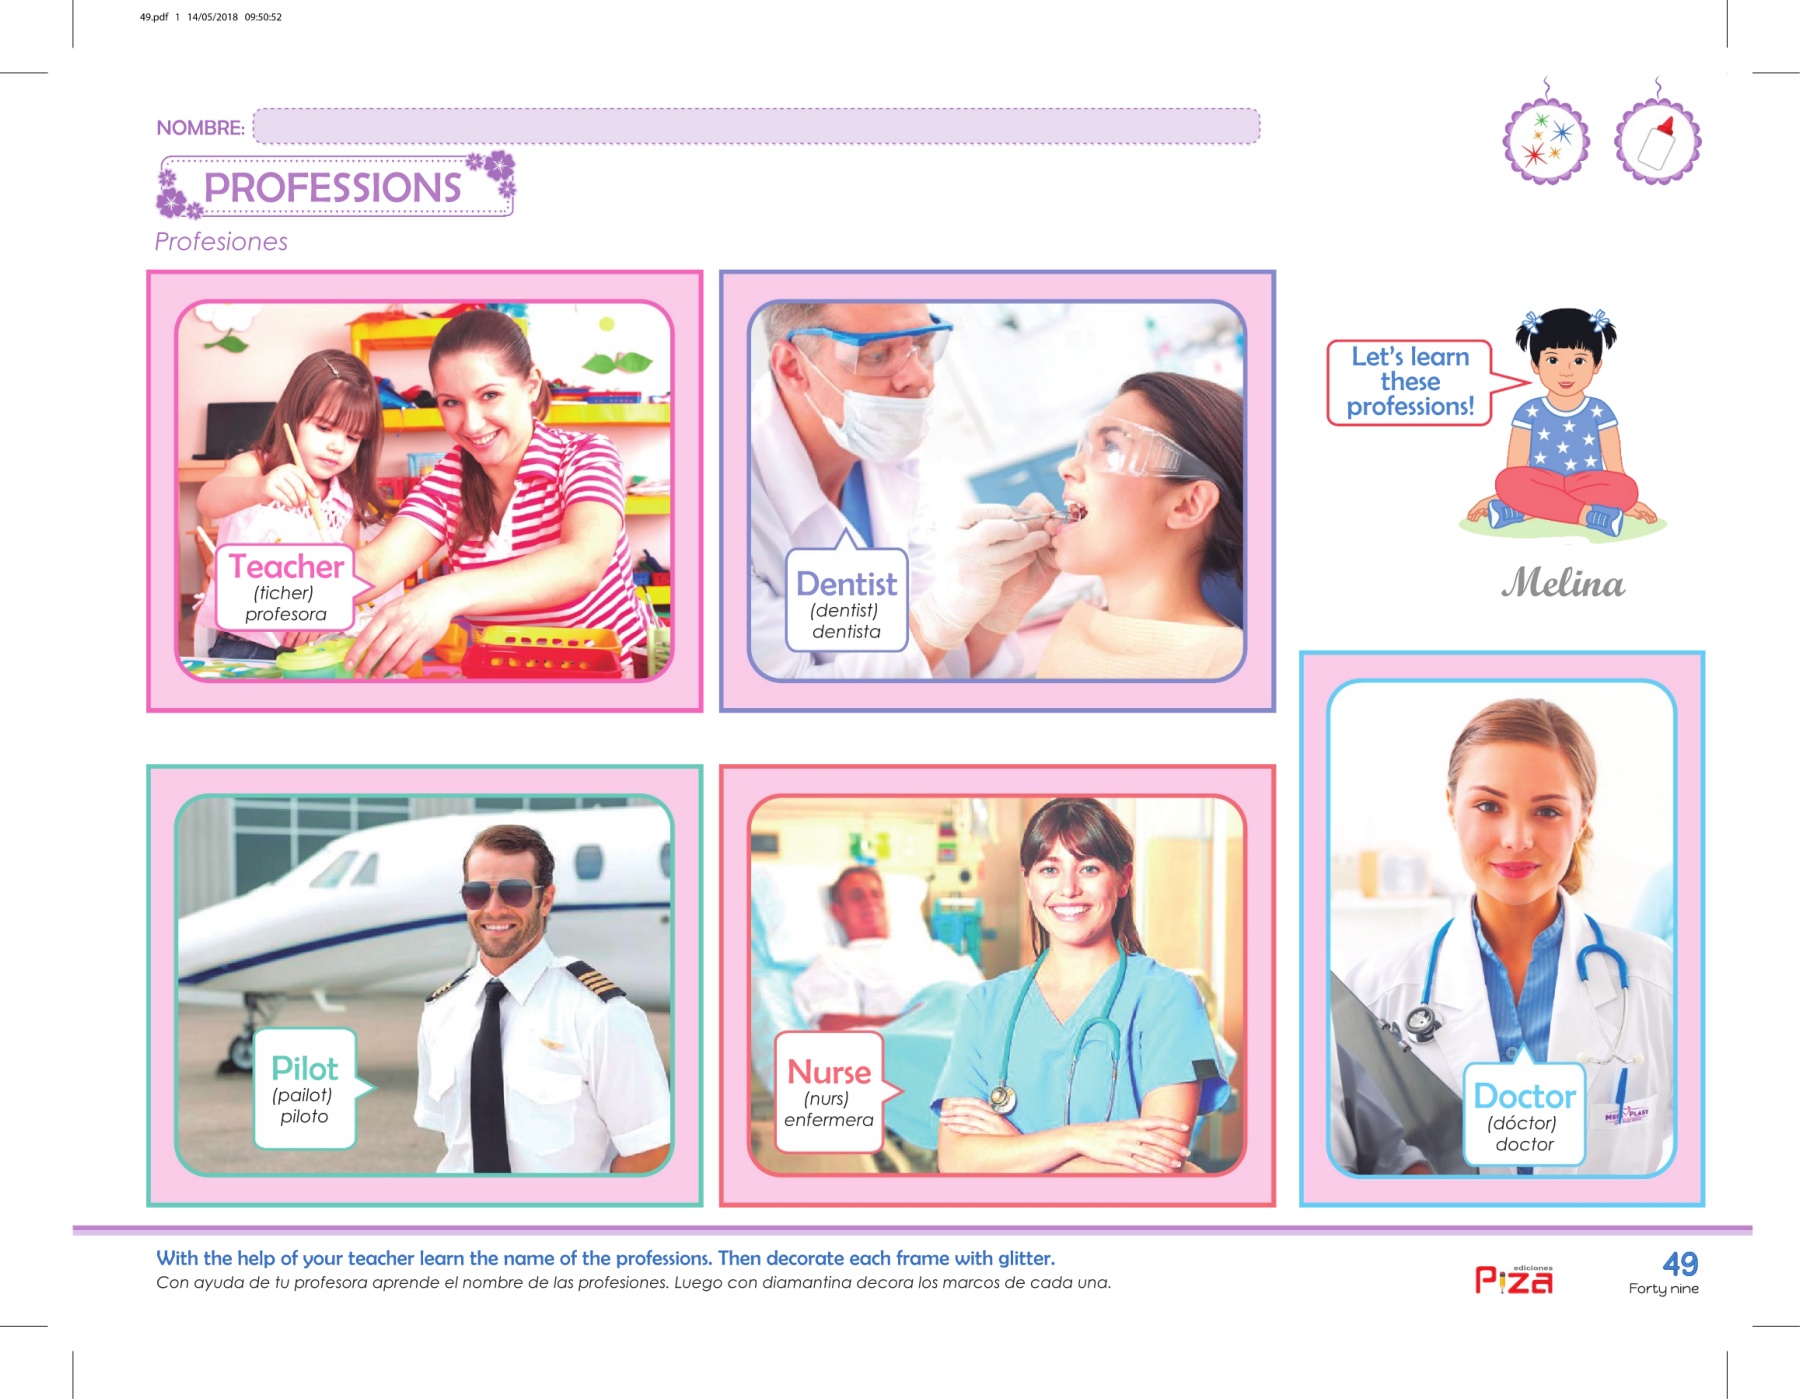 49.pdf 1 14/05/2018 09:50:52
NOMBRE:
PROFESSIONS
Profesiones
Teacher
(ticher)
profesora
Dentist
(dentist)
dentista
Let's learn
these
professions!
Melina
Pilot
(pailot)
piloto
Nurse
(nurs)
enfermera
Doctor
(dóctor)
doctor
With the help of your teacher learn the name of the professions. Then decorate each frame with glitter.
Con ayuda de tu profesora aprende el nombre de las profesiones. Luego con diamantina decora los marcos de cada una.
ediciones
Piza
49
Forty nine